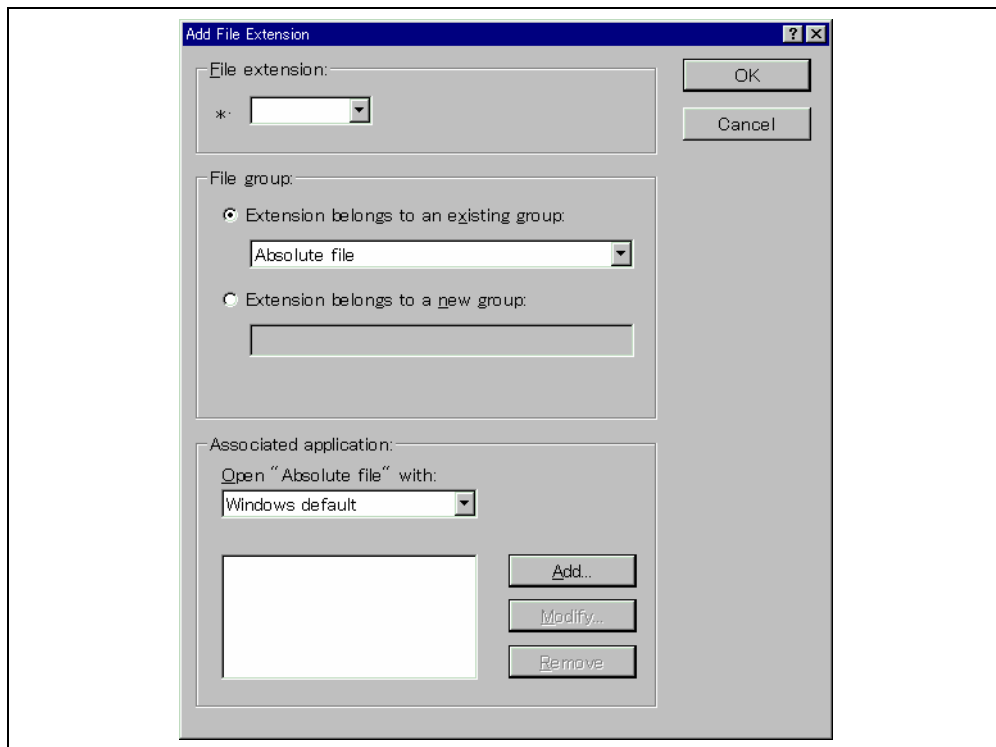 Add File Extension
File extension:
*.
OK
Cancel
File group:
Extension belongs to an existing group:
Absolute file
Extension belongs to a new group:
Associated application:
Open "Absolute file" with:
Windows default
Add...
Modify...
Remove